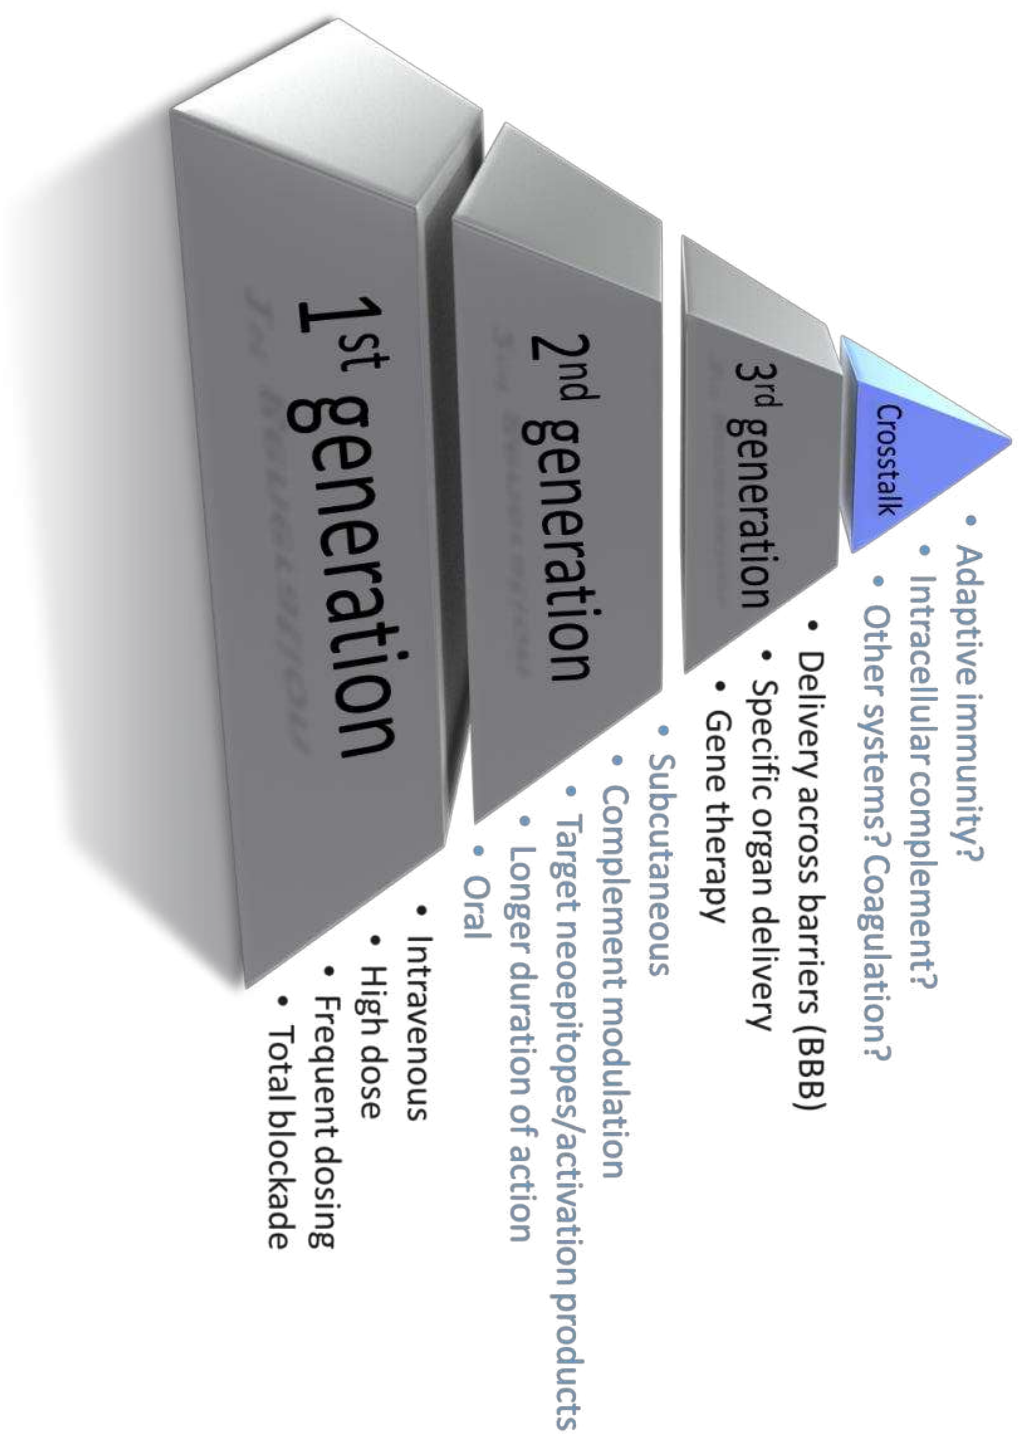 Crosstalk
• Adaptive immunity?
• Intracellular complement?
• Other systems? Coagulation?
3rd generation
• Delivery across barriers (BBB)
• Specific organ delivery
• Gene therapy
2nd generation
• Subcutaneous
• Complement modulation
• Target neoepitopes/activation products
• Longer duration of action
• Oral
1st generation
• Intravenous
• High dose
• Frequent dosing
• Total blockade